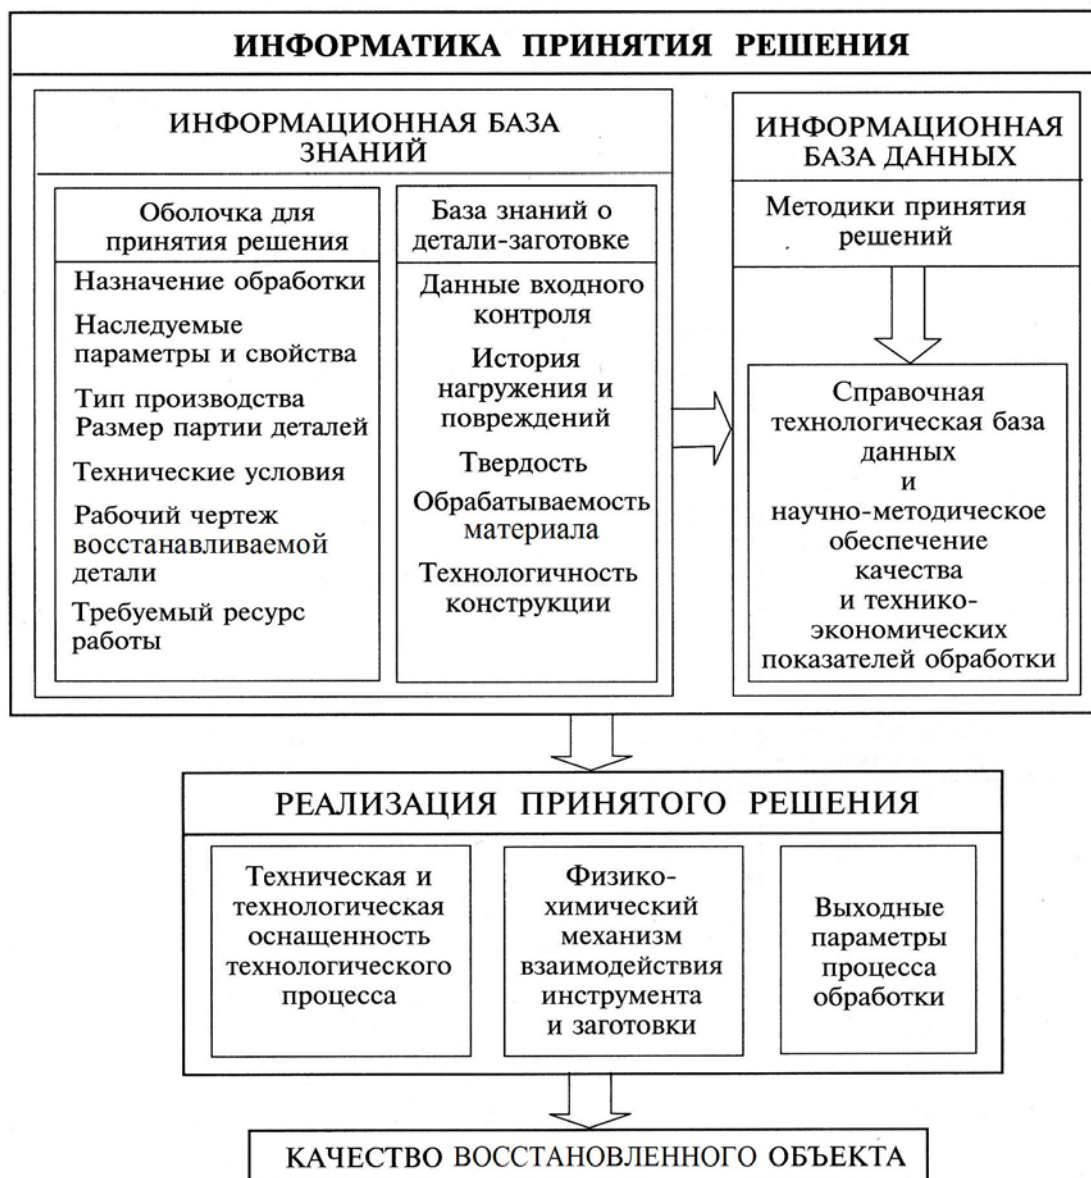 ИНФОРМАТИКА ПРИНЯТИЯ РЕШЕНИЯ
ИНФОРМАЦИОННАЯ БАЗА
ЗНАНИЙ
Оболочка для
принятия решения
Назначение обработки
Наследуемые
параметры и свойства
Тип производства
Размер партии деталей
Технические условия
Рабочий чертеж
восстанавливаемой
детали
Требуемый ресурс
работы
База знаний о
детали-заготовке
Данные входного
контроля
История
нагружения и
повреждений
Твердость
Обрабатываемость
материала
Технологичность
конструкции
ИНФОРМАЦИОННАЯ
БАЗА ДАННЫХ
Методики принятия
решений
Справочная
технологическая база
данных
и
научно-методическое
обеспечение
качества
и технико-
экономических
показателей обработки
РЕАЛИЗАЦИЯ ПРИНЯТОГО РЕШЕНИЯ
Техническая и
технологическая
оснащенность
технологического
процесса
Физико-
химический
механизм
взаимодействия
инструмента
и заготовки
Выходные
параметры
процесса
обработки
КАЧЕСТВО ВОССТАНОВЛЕННОГО ОБЪЕКТА